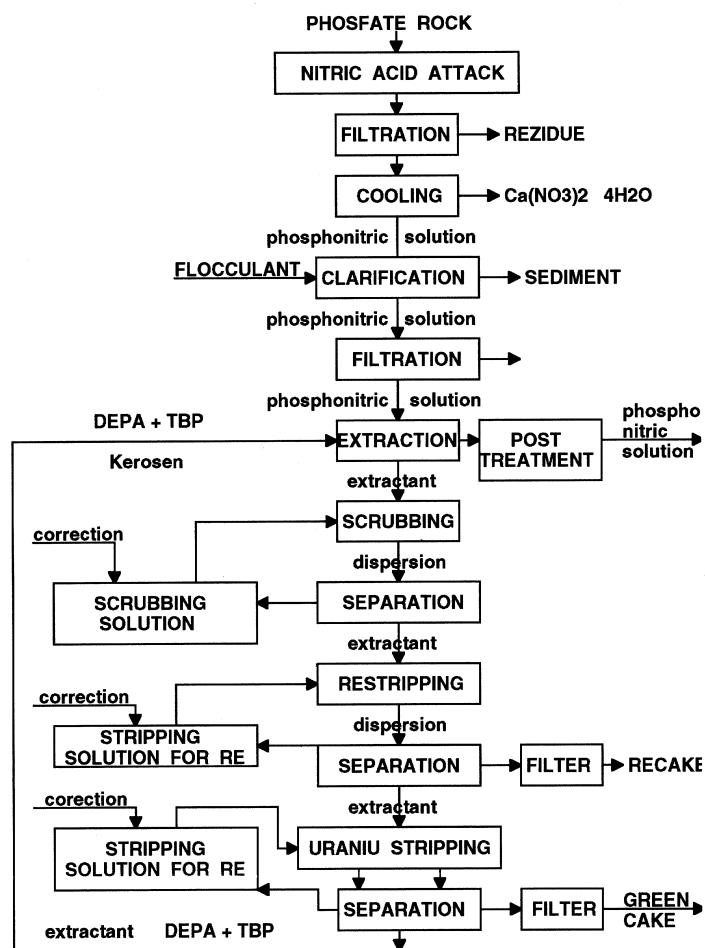 PHOSFATE ROCK
NITRIC ACID ATTACK
FILTRATION
REZIDUE
COOLING
Ca(NO3)2 4H2O
phosphonitric solution
FLOCCULANT
CLARIFICATION
SEDIMENT
phosphonitric solution
FILTRATION
phosphonitric solution
DEPA + TBP
Kerosen
EXTRACTION
POST
TREATMENT
phospho
nitric
solution
extractant
SCRUBBING
correction
dispersion
SCRUBBING
SOLUTION
SEPARATION
extractant
RESTRIPPING
correction
dispersion
STRIPPING
SOLUTION FOR RE
SEPARATION
FILTER
RECAKE
extractant
corection
STRIPPING
SOLUTION FOR RE
URANIU STRIPPING
SEPARATION
FILTER
GREEN
CAKE
extractant DEPA + TBP